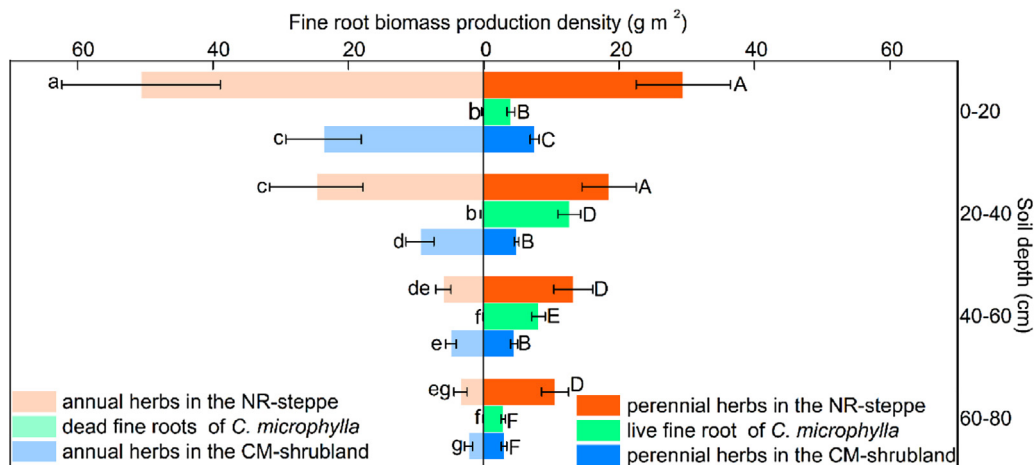 Fine root biomass production density (g m ²)
60 40 20 0 20 40 60
a A
b B 0-20
c C
c A
b D 20-40
d B
de D
f E 40-60
e B
eg D
f F 60-80
g F
Soil depth (cm)
annual herbs in the NR-steppe
dead fine roots of C. microphylla
annual herbs in the CM-shrubland
perennial herbs in the NR-steppe
live fine root of C. microphylla
perennial herbs in the CM-shrubland